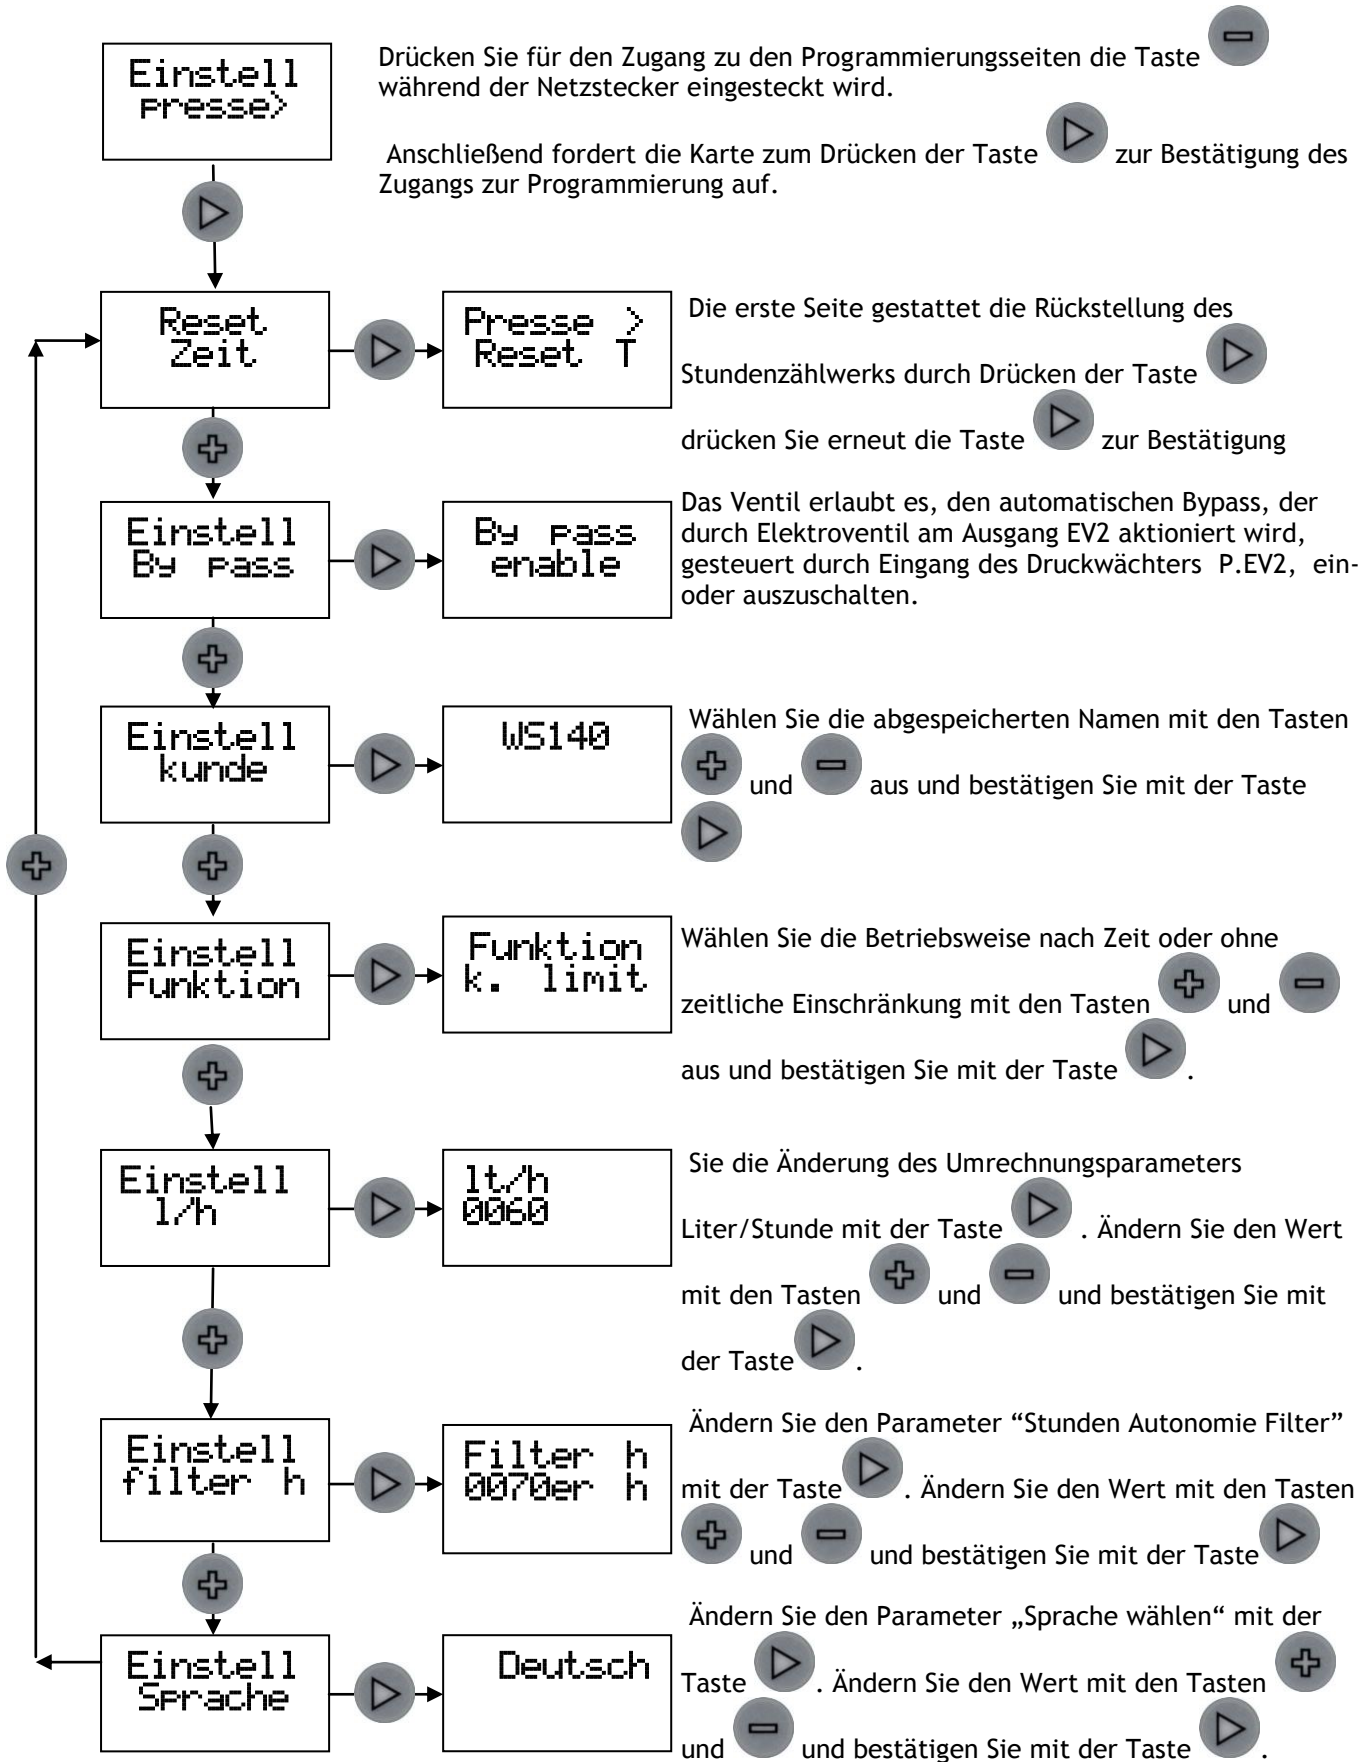 Einstell
presse>
Drücken Sie für den Zugang zu den Programmierungsseiten die Taste
während der Netzstecker eingesteckt wird.
Anschließend fordert die Karte zum Drücken der Taste zur Bestätigung des
Zugangs zur Programmierung auf.
Reset
Zeit
Presse >
Reset T
Die erste Seite gestattet die Rückstellung des
Stundenzählwerks durch Drücken der Taste
drücken Sie erneut die Taste zur Bestätigung
Einstell
By pass
By pass
enable
Das Ventil erlaubt es, den automatischen Bypass, der
durch Elektroventil am Ausgang EV2 aktioniert wird,
gesteuert durch Eingang des Druckwächters P.EV2, ein-
oder auszuschalten.
Einstell
kunde
WS140
Wählen Sie die abgespeicherten Namen mit den Tasten
und aus und bestätigen Sie mit der Taste
Einstell
Funktion
Funktion
k. limit
Wählen Sie die Betriebsweise nach Zeit oder ohne
zeitliche Einschränkung mit den Tasten und
aus und bestätigen Sie mit der Taste .
Einstell
l/h
lt/h
0060
Sie die Änderung des Umrechnungsparameters
Liter/Stunde mit der Taste . Ändern Sie den Wert
mit den Tasten und und bestätigen Sie mit
der Taste .
Einstell
filter h
Filter h
0070er h
Ändern Sie den Parameter “Stunden Autonomie Filter”
mit der Taste . Ändern Sie den Wert mit den Tasten
und und bestätigen Sie mit der Taste
Einstell
Sprache
Deutsch
Ändern Sie den Parameter „Sprache wählen“ mit der
Taste . Ändern Sie den Wert mit den Tasten
und und bestätigen Sie mit der Taste .